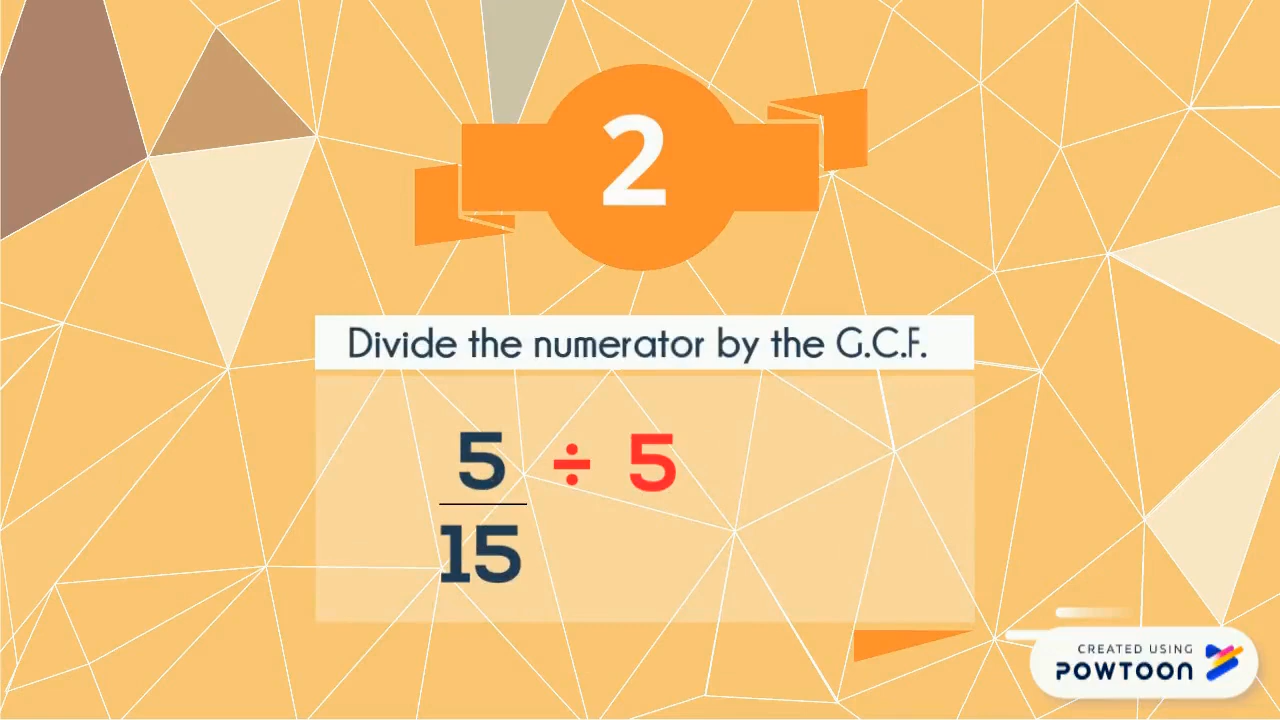 2
Divide the numerator by the G.C.F.
5 ÷ 5
15
CREATED USING
POWTOON